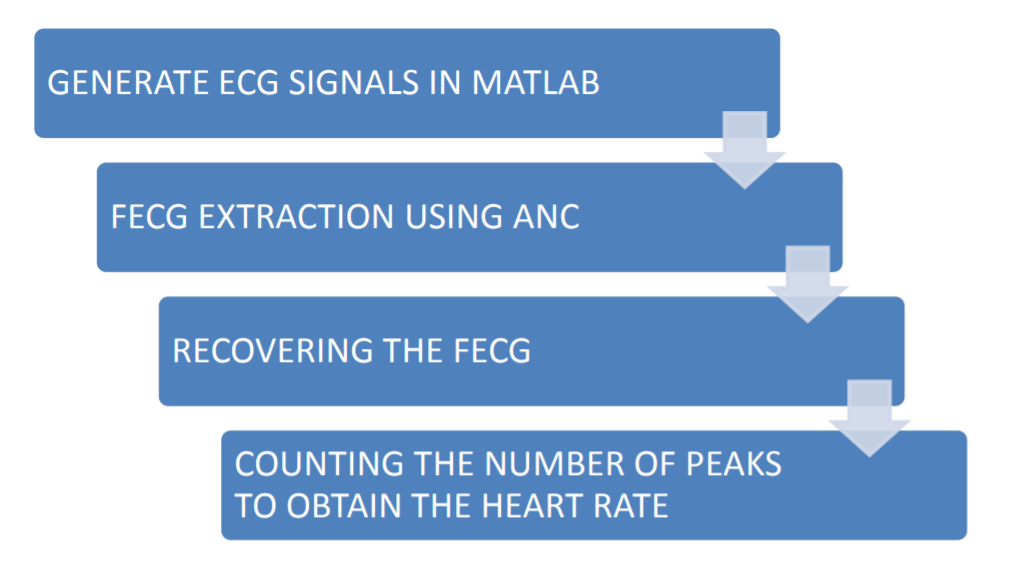 GENERATE ECG SIGNALS IN MATLAB
FECG EXTRACTION USING ANC
RECOVERING THE FECG
COUNTING THE NUMBER OF PEAKS
TO OBTAIN THE HEART RATE